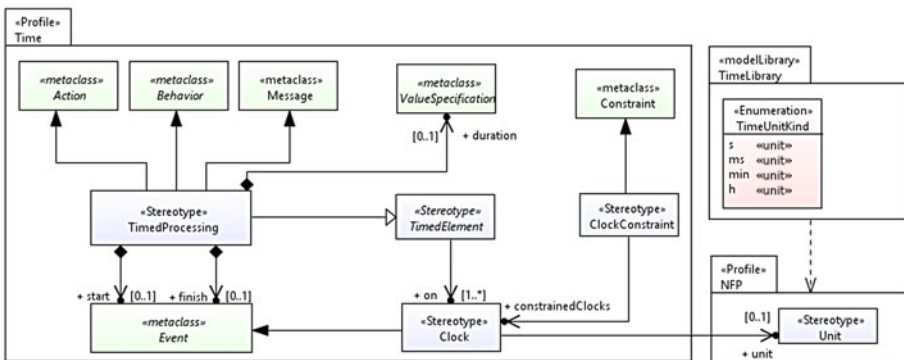 «Profile»
Time
«metaclass»
Action
«metaclass»
Behavior
«metaclass»
Message
«metaclass»
ValueSpecification
«metaclass»
Constraint
[0..1]
+ duration
«Stereotype»
TimedProcessing
«Stereotype»
TimedElement
«Stereotype»
ClockConstraint
+ start
[0..1]
+ finish
[0..1]
+ on
[1..*]
+ constrainedClocks
«metaclass»
Event
«Stereotype»
Clock
«modelLibrary»
TimeLibrary
«Enumeration»
TimeUnitKind
s «unit»
ms «unit»
min «unit»
h «unit»
«Profile»
NFP
[0..1]
+ unit
«Stereotype»
Unit